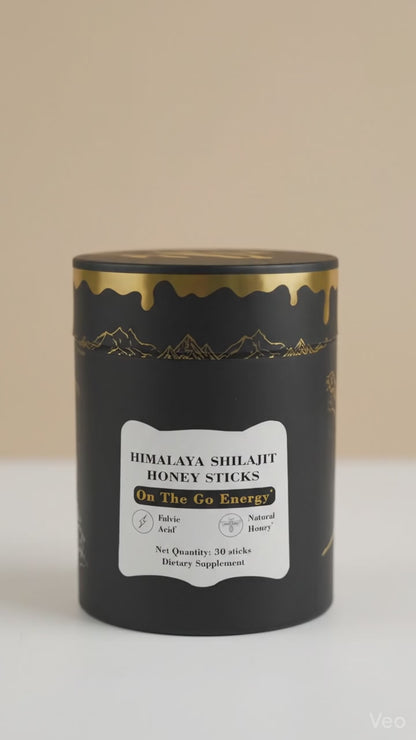 HIMALAYA SHILAJIT
HONEY STICKS
On The Go Energy*
Fulvic
Acid*
Natural
Honey*
Net Quantity: 30 sticks
Dietary Supplement
Veo